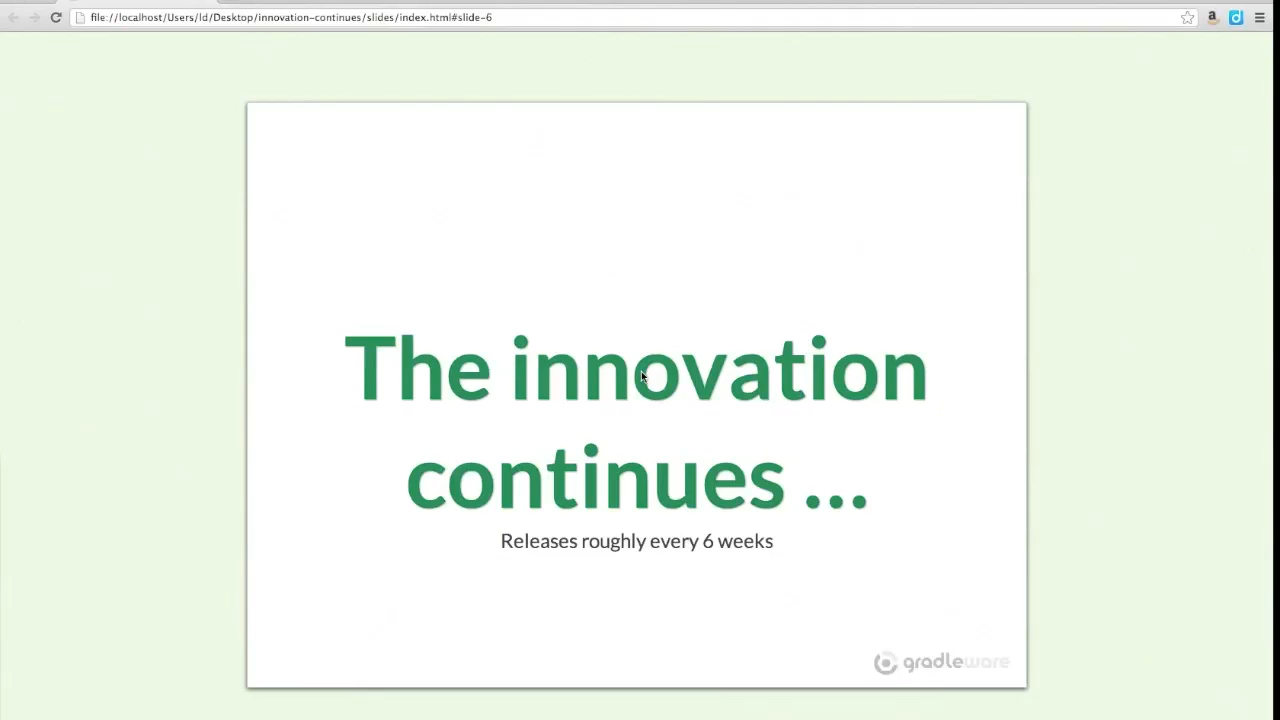 file://localhost/Users/ld/Desktop/innovation-continues/slides/index.html#slide-6
The innovation
continues ...
Releases roughly every 6 weeks
gradleware